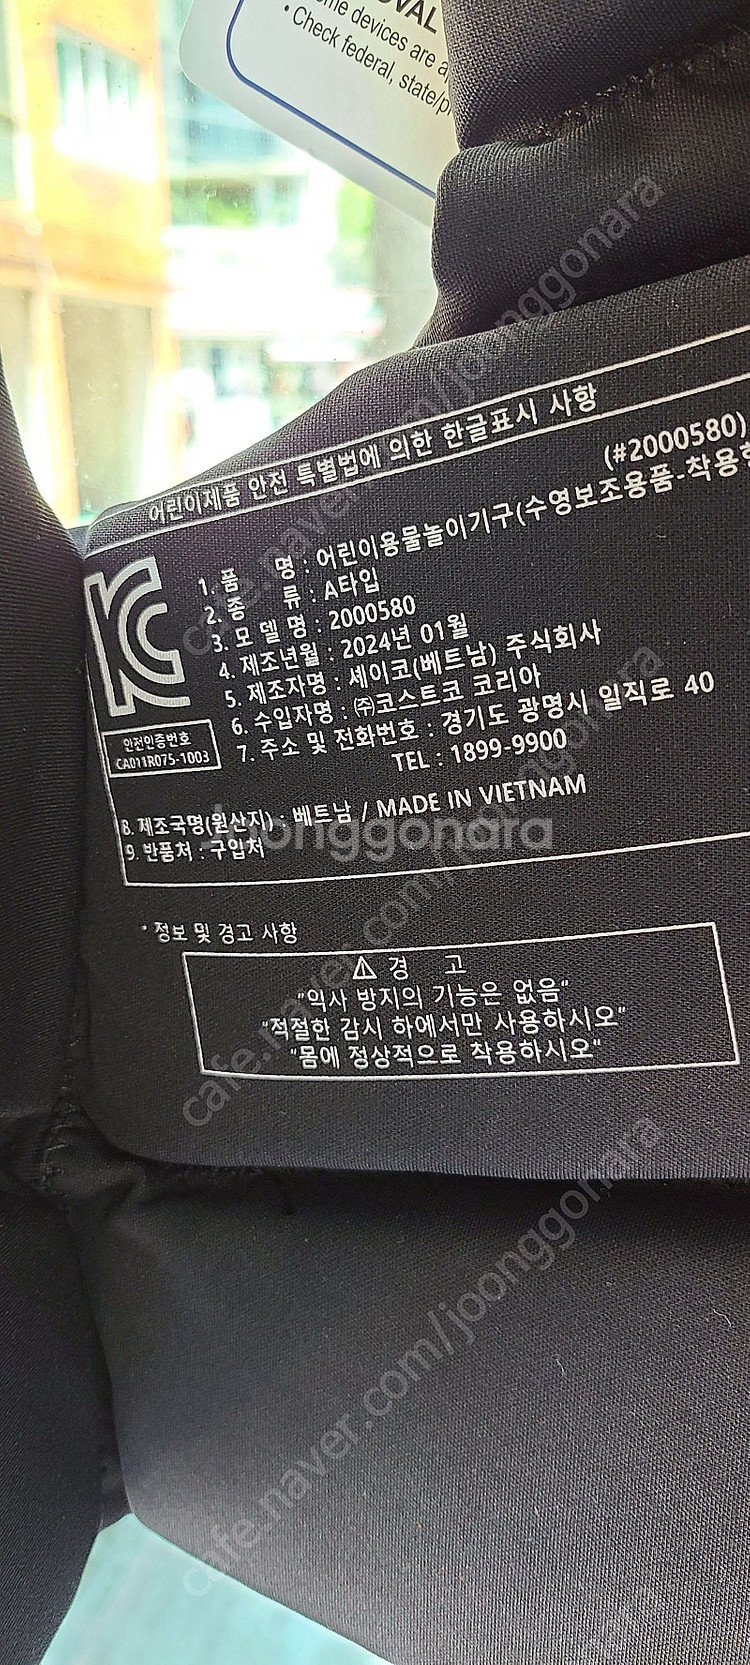 OVAL
me devices are
• Check federal, state/p
어린이제품 안전 특별법에 의한 한글표시 사항
(#2000580)
1. 품 명 : 어린이용물놀이기구(수영보조용품-착용
2. 종 류 : A타입
3. 모 델 명 : 2000580
4. 제조년월 : 2024년 01월
5. 제조자명 : 세이코(베트남) 주식회사
6. 수입자명 : ㈜코스트코 코리아
7. 주소 및 전화번호 : 경기도 광명시 일직로 40
TEL : 1899-9900
안전인증번호
CA011R075-1003
8. 제조국명(원산지) : 베트남 / MADE IN VIETNAM
9. 반품처 : 구입처
* 정보 및 경고 사항
⚠ 경 고
"익사 방지의 기능은 없음"
"적절한 감시 하에서만 사용하시오"
"몸에 정상적으로 착용하시오"
Joonggonara
cafe.naver.com/joonggonara
cafe.naver.com/joonggonara
cafe.naver.com/joonggonara